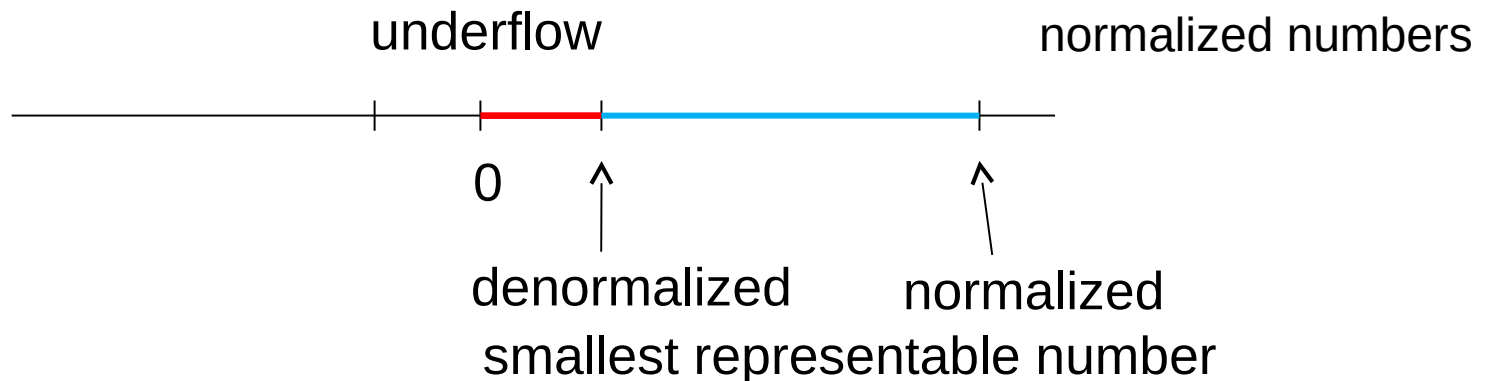 underflow
normalized numbers
0
denormalized
normalized
smallest representable number